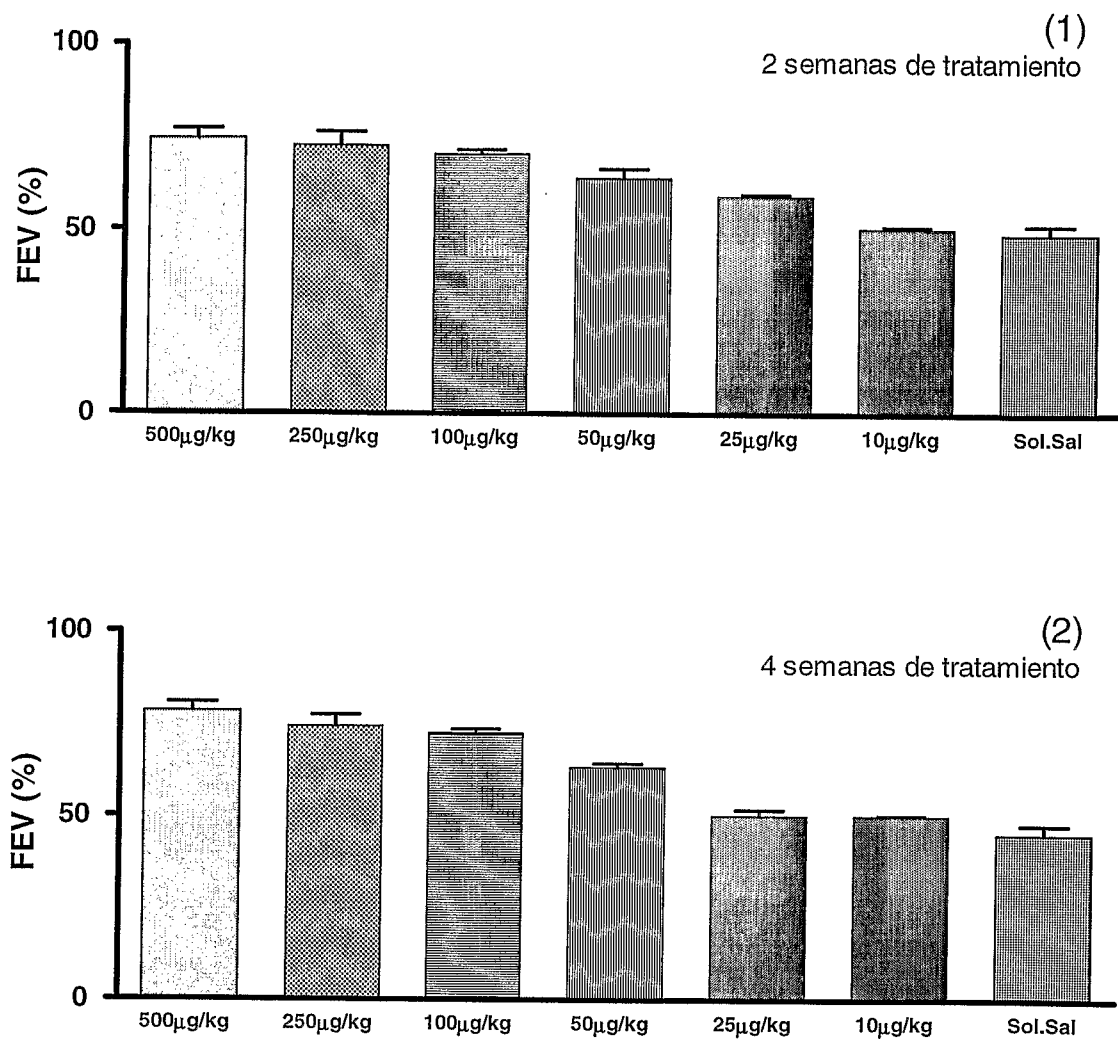 (1)
2 semanas de tratamiento
100
50
0
FEV (%)
500µg/kg 250µg/kg 100µg/kg 50µg/kg 25µg/kg 10µg/kg Sol.Sal
(2)
4 semanas de tratamiento
100
50
0
FEV (%)
500µg/kg 250µg/kg 100µg/kg 50µg/kg 25µg/kg 10µg/kg Sol.Sal